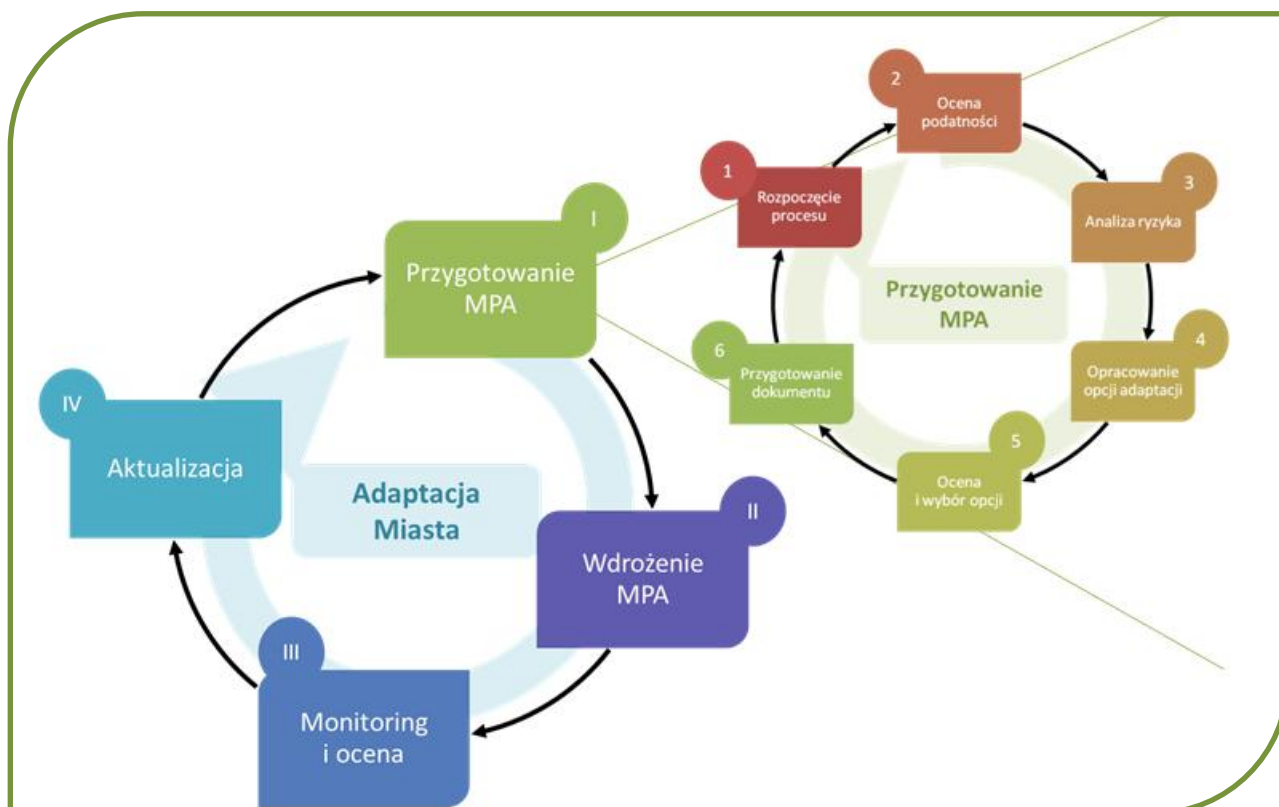 I
Przygotowanie
MPA
II
Wdrożenie
MPA
III
Monitoring
i ocena
IV
Aktualizacja
Adaptacja
Miasta
1
Rozpoczęcie
procesu
2
Ocena
podatności
3
Analiza ryzyka
4
Opracowanie
opcji adaptacji
5
Ocena
i wybór opcji
6
Przygotowanie
dokumentu
Przygotowanie
MPA